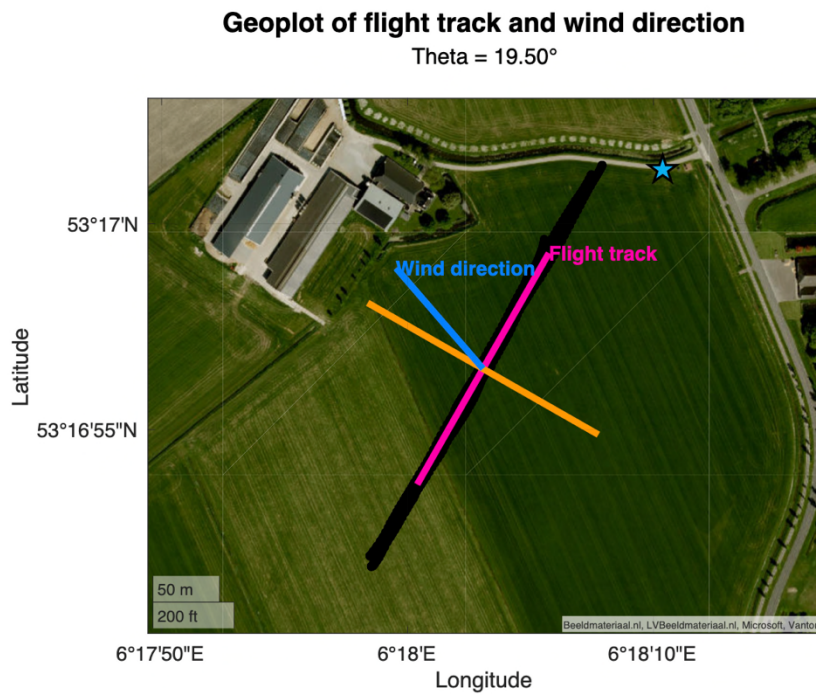 Geoplot of flight track and wind direction
Theta = 19.50°
53°17'N
Wind direction
Flight track
Latitude
53°16'55"N
50 m
200 ft
Beeldmateriaal.nl, LVBeeldmateriaal.nl, Microsoft, Vantor
6°17'50"E
6°18'E
6°18'10"E
Longitude